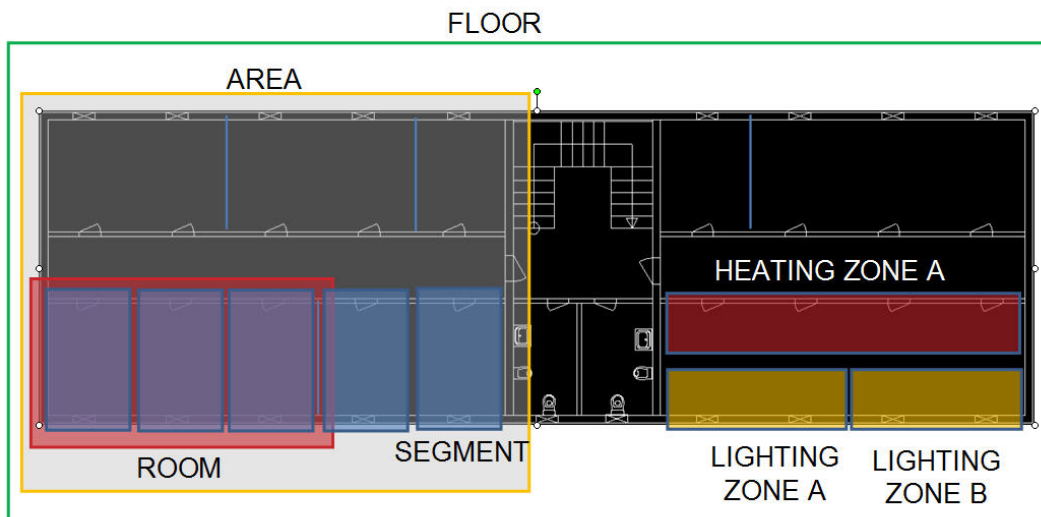 FLOOR
AREA
HEATING ZONE A
ROOM
SEGMENT
LIGHTING
ZONE A
LIGHTING
ZONE B